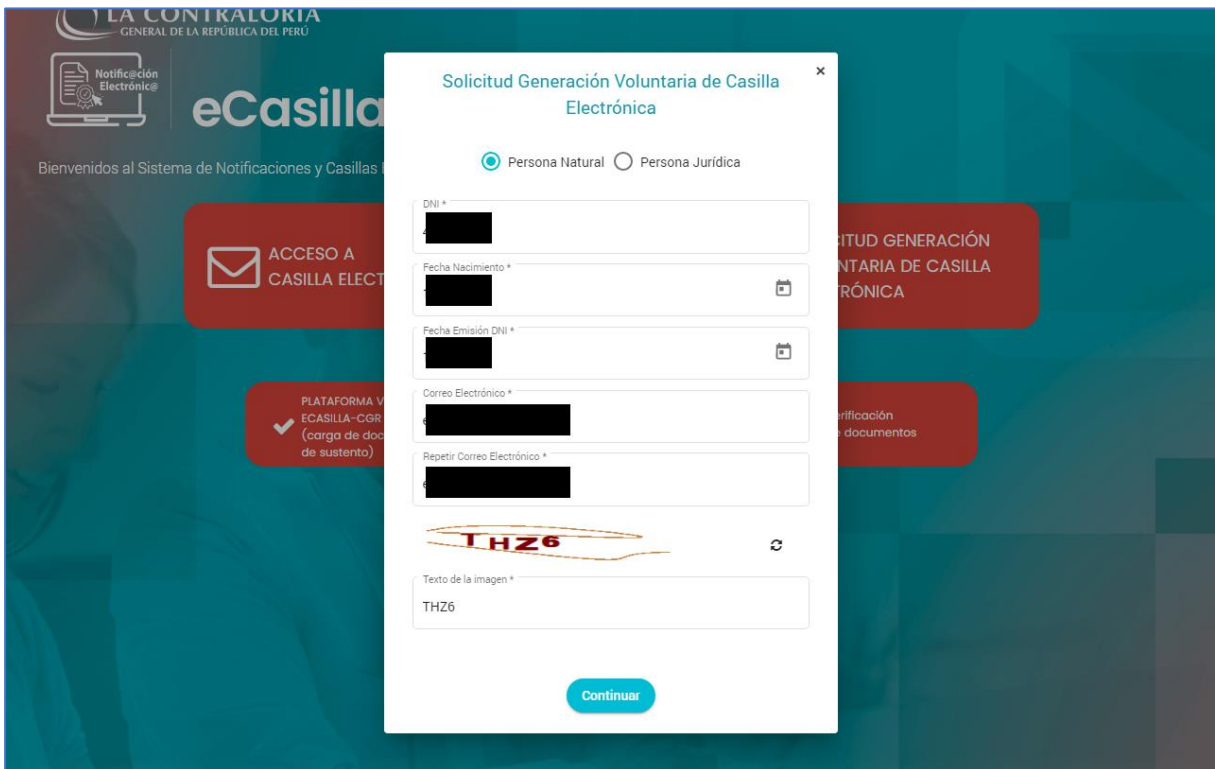 LA CONTRALORÍA
GENERAL DE LA REPÚBLICA DEL PERÚ
Notific@ción
Electrónic@
eCasilla
Bienvenidos al Sistema de Notificaciones y Casillas
ACCESO A
CASILLA ELECT
ITUD GENERACIÓN
NTARIA DE CASILLA
TRÓNICA
PLATAFORMA V
ECASILLA-CGR
(carga de doc
de sustento)
erificación
documentos
×
Solicitud Generación Voluntaria de Casilla
Electrónica
Persona Natural Persona Jurídica
DNI *
Fecha Nacimiento *
Fecha Emisión DNI *
Correo Electrónico *
Repetir Correo Electrónico *
THZ6
Texto de la imagen *
THZ6
Continuar